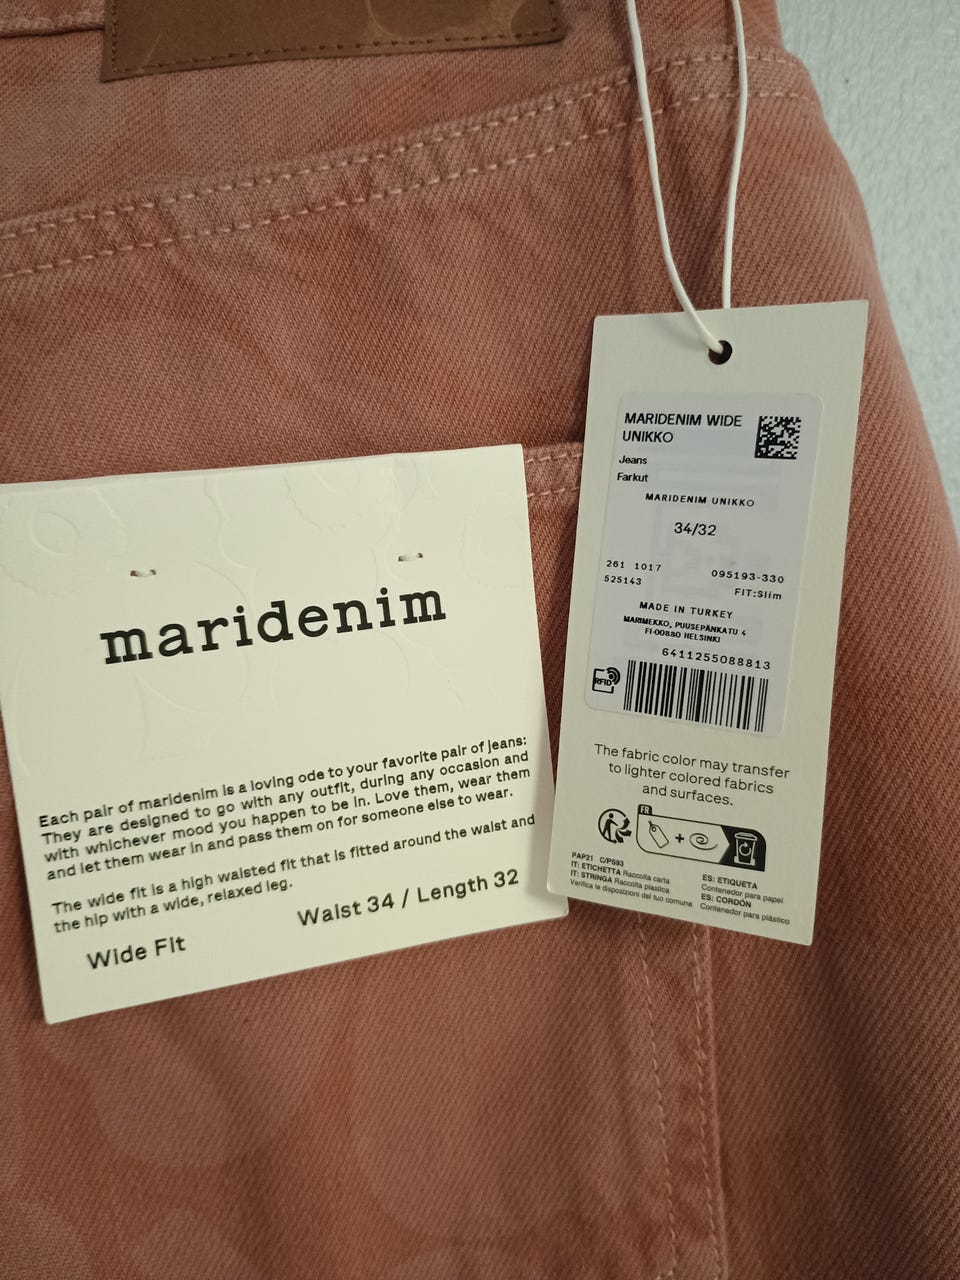 maridenim
Each pair of maridenim is a loving ode to your favorite pair of jeans:
They are designed to go with any outfit, during any occasion and
with whichever mood you happen to be in. Love them, wear them
and let them wear in and pass them on for someone else to wear.
The wide fit is a high waisted fit that is fitted around the waist and
the hip with a wide, relaxed leg.
Wide Fit
Waist 34 / Length 32
MARIDENIM WIDE
UNIKKO
Jeans
Farkut
MARIDENIM UNIKKO
34/32
261 1017 095193-330
525143 FIT:Slim
MADE IN TURKEY
MARIMEKKO, PUUSEPÄNKATU 4
FI-00880 HELSINKI
6411255088813
RFID
The fabric color may transfer
to lighter colored fabrics
and surfaces.
FR
+
PAP21 C/PS93
IT: ETICHETTA Raccolta carta
IT: STRINGA Raccolta plastica
Verifica le disposizioni del tuo comune
ES: ETIQUETA
Contenedor para papel
ES: CORDÓN
Contenedor para plástico